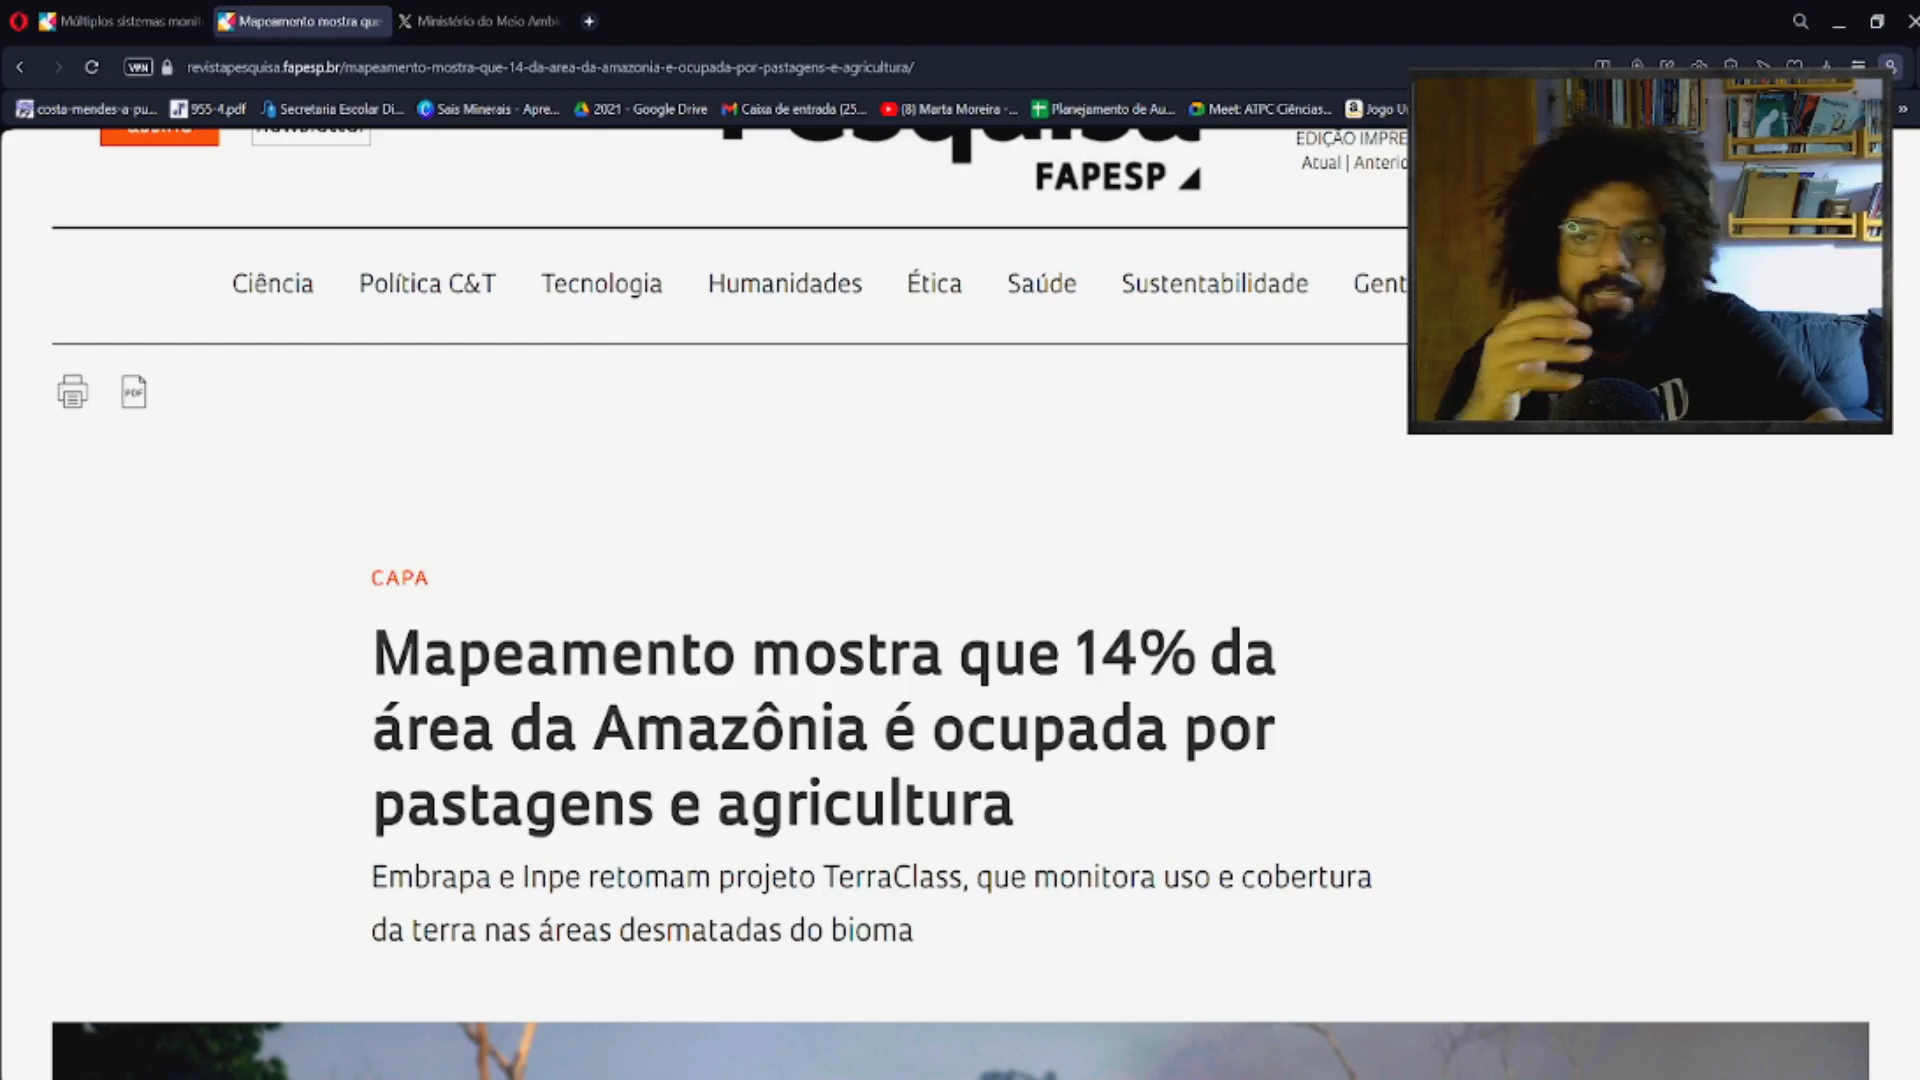 Múltiplos sistemas monit
Mapeamento mostra que
Ministério do Meio Ambi
VPN
revistapesquisa.fapesp.br/mapeamento-mostra-que-14-da-area-da-amazonia-e-ocupada-por-pastagens-e-agricultura/
costa-mendes-a-pu...
955-4.pdf
Secretaria Escolar Di...
Sais Minerais - Apre...
2021 - Google Drive
Caixa de entrada (25...
(8) Marta Moreira -...
Planejamento de Au...
Meet: ATPC Ciências...
Jogo U
Pesquisa
FAPESP
EDIÇÃO IMPRE
Atual | Anterio
Ciência
Política C&T
Tecnologia
Humanidades
Ética
Saúde
Sustentabilidade
Gent
PDF
CAPA
Mapeamento mostra que 14% da
área da Amazônia é ocupada por
pastagens e agricultura
Embrapa e Inpe retomam projeto TerraClass, que monitora uso e cobertura
da terra nas áreas desmatadas do bioma